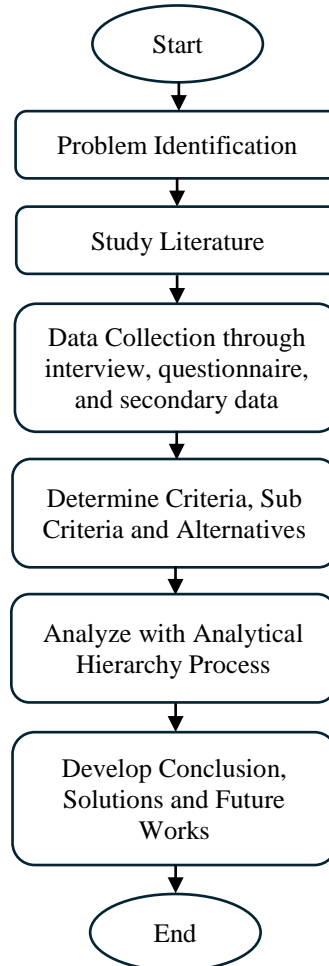 Start
Problem Identification
Study Literature
Data Collection through
interview, questionnaire,
and secondary data
Determine Criteria, Sub
Criteria and Alternatives
Analyze with Analytical
Hierarchy Process
Develop Conclusion,
Solutions and Future
Works
End